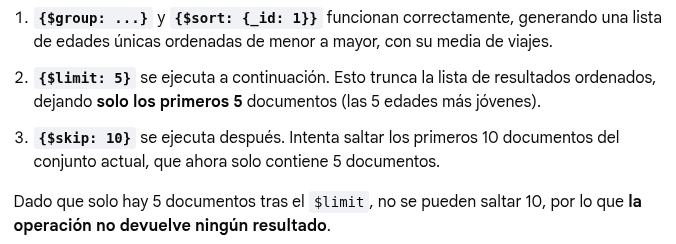 1. {$group: ...} y {$sort: {_id: 1}} funcionan correctamente, generando una lista
de edades únicas ordenadas de menor a mayor, con su media de viajes.
2. {$limit: 5} se ejecuta a continuación. Esto trunca la lista de resultados ordenados,
dejando solo los primeros 5 documentos (las 5 edades más jóvenes).
3. {$skip: 10} se ejecuta después. Intenta saltar los primeros 10 documentos del
conjunto actual, que ahora solo contiene 5 documentos.
Dado que solo hay 5 documentos tras el $limit, no se pueden saltar 10, por lo que la
operación no devuelve ningún resultado.